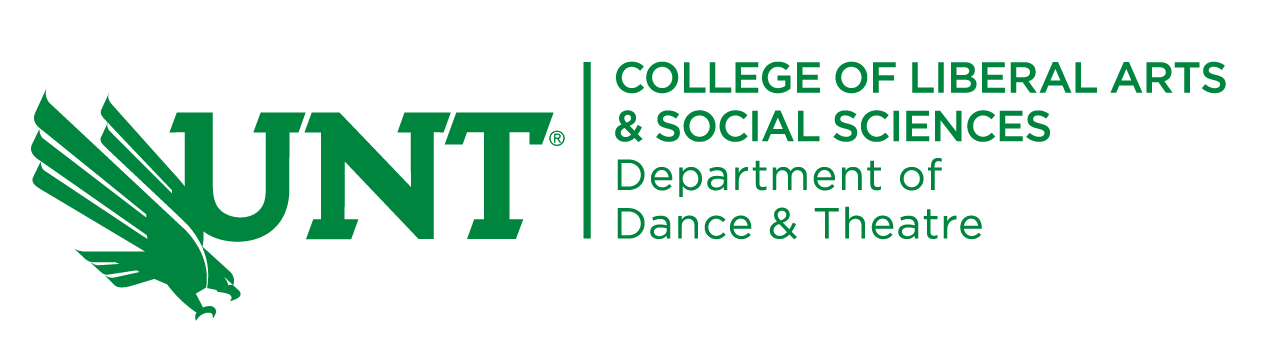 UNT®
COLLEGE OF LIBERAL ARTS
& SOCIAL SCIENCES
Department of
Dance & Theatre